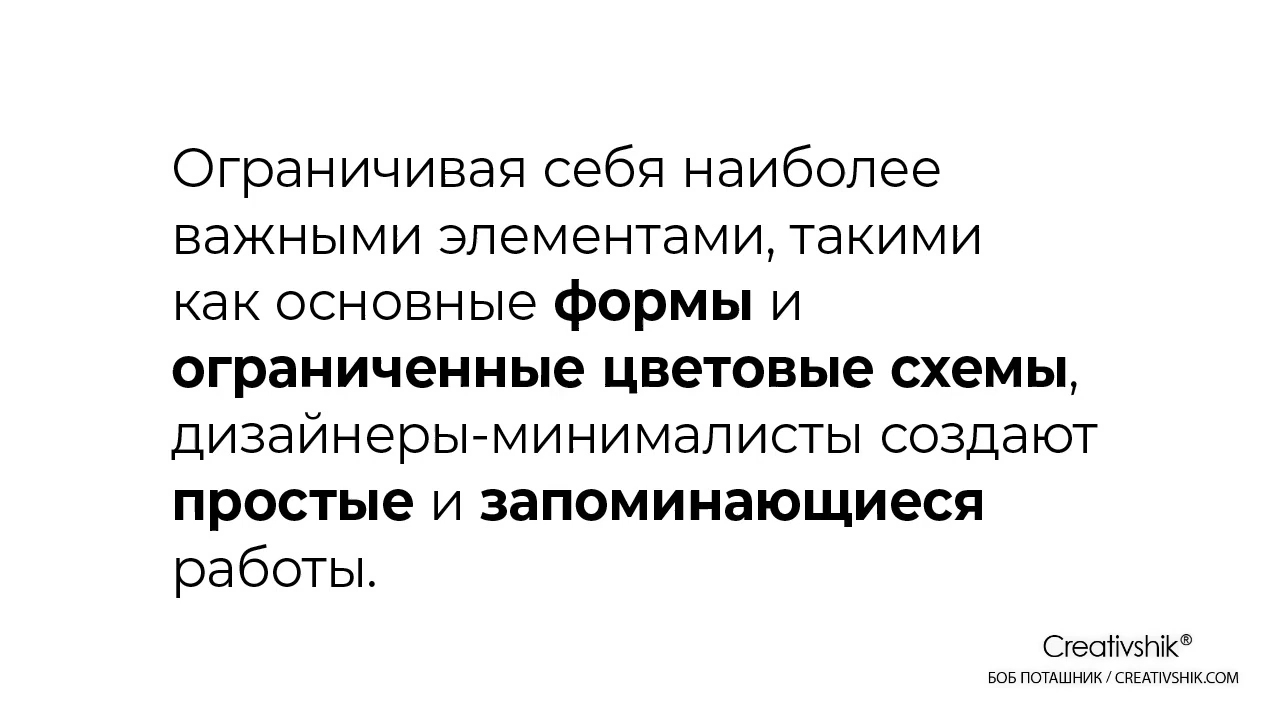 Ограничивая себя наиболее
важными элементами, такими
как основные формы и
ограниченные цветовые схемы,
дизайнеры-минималисты создают
простые и запоминающиеся
работы.
Creativshik®
БОБ ПОТАШНИК / CREATIVSHIK.COM